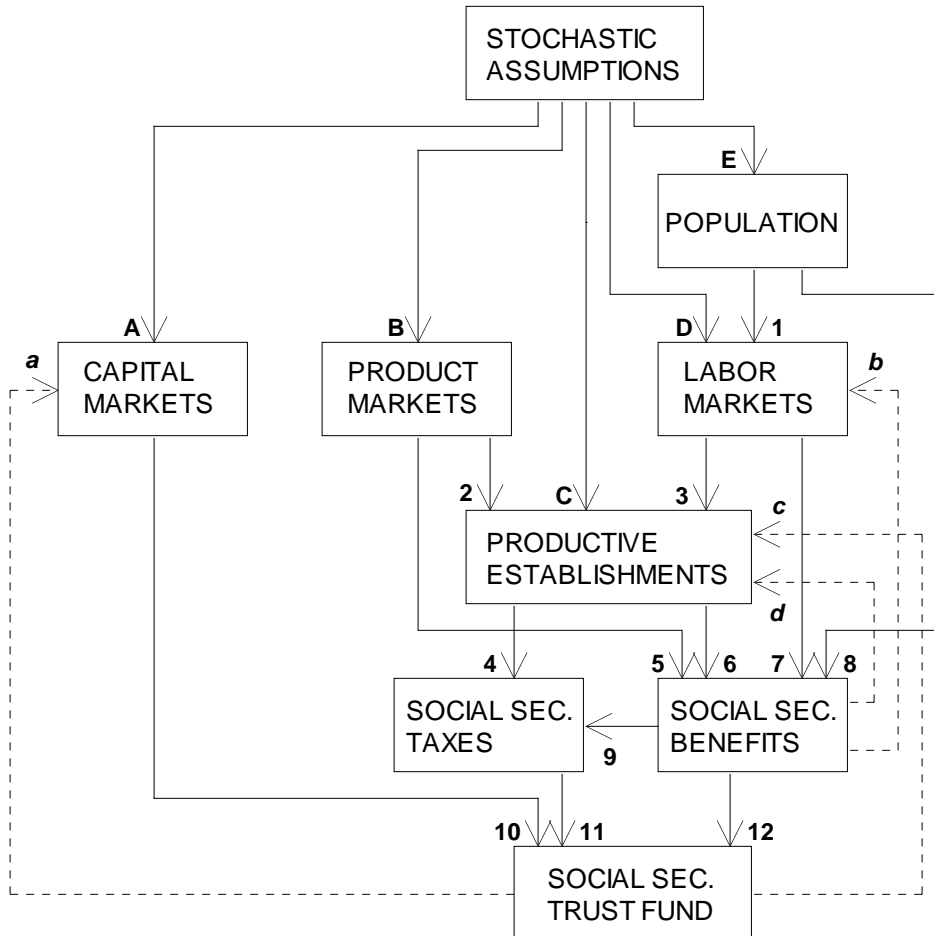 STOCHASTIC
ASSUMPTIONS
E
POPULATION
A
B
D
1
a
CAPITAL
MARKETS
PRODUCT
MARKETS
LABOR
MARKETS
b
2
C
3
c
PRODUCTIVE
ESTABLISHMENTS
d
4
5
6
7
8
SOCIAL SEC.
TAXES
9
SOCIAL SEC.
BENEFITS
10
11
12
SOCIAL SEC.
TRUST FUND